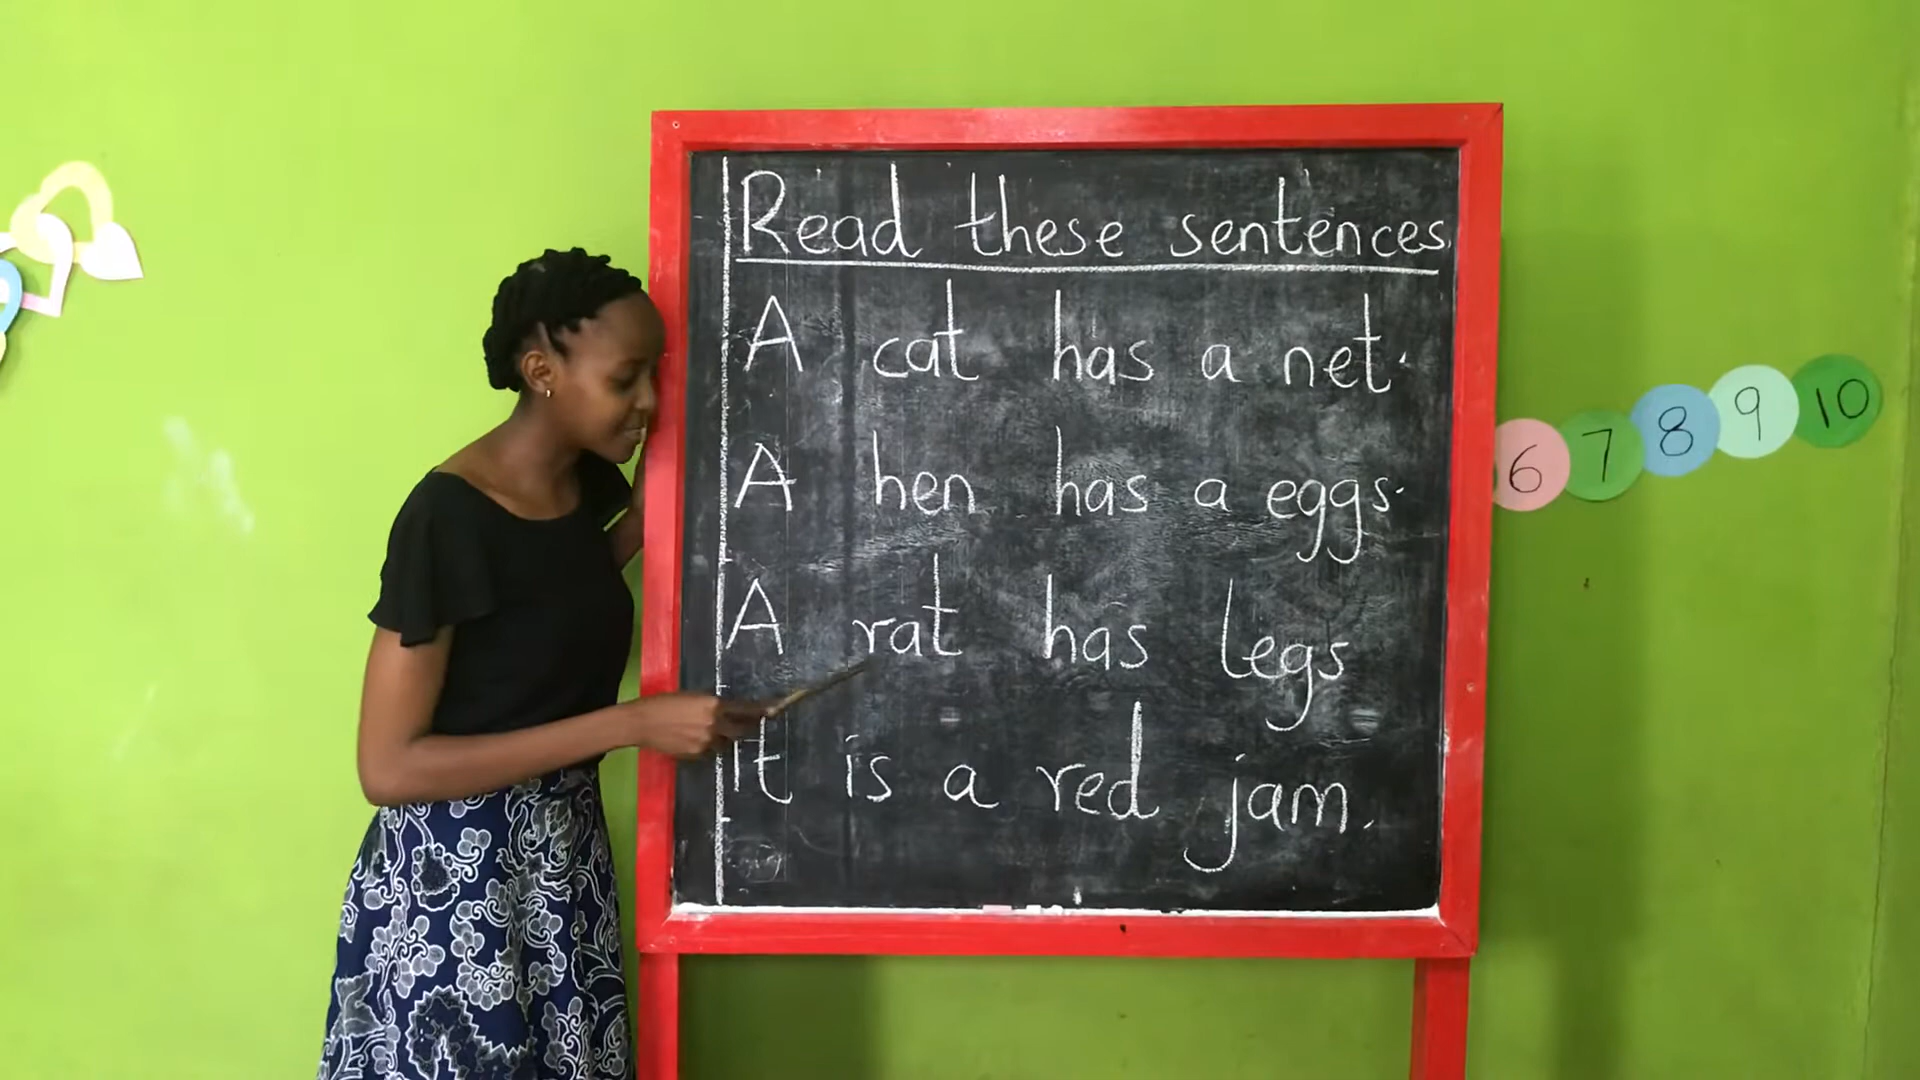 Read these sentences.
A cat has a net.
A hen has a eggs.
A rat has legs
It is a red jam.
6 7 8 9 10